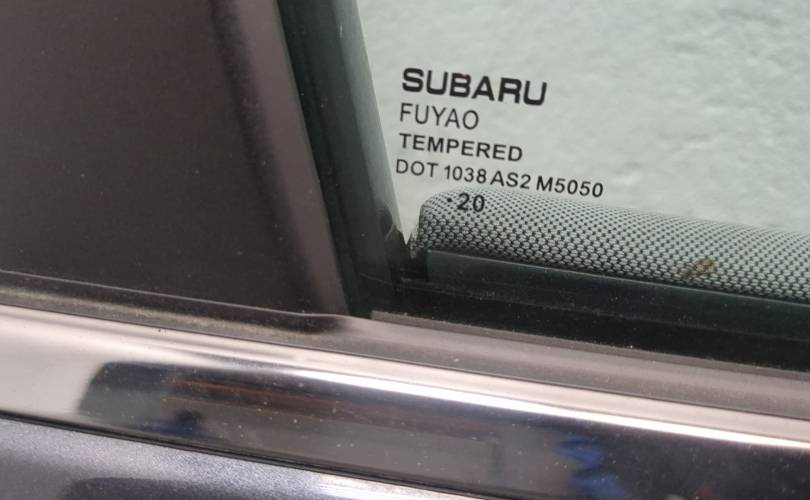 SUBARU
FUYAO
TEMPERED
DOT 1038 AS2 M5050
·20